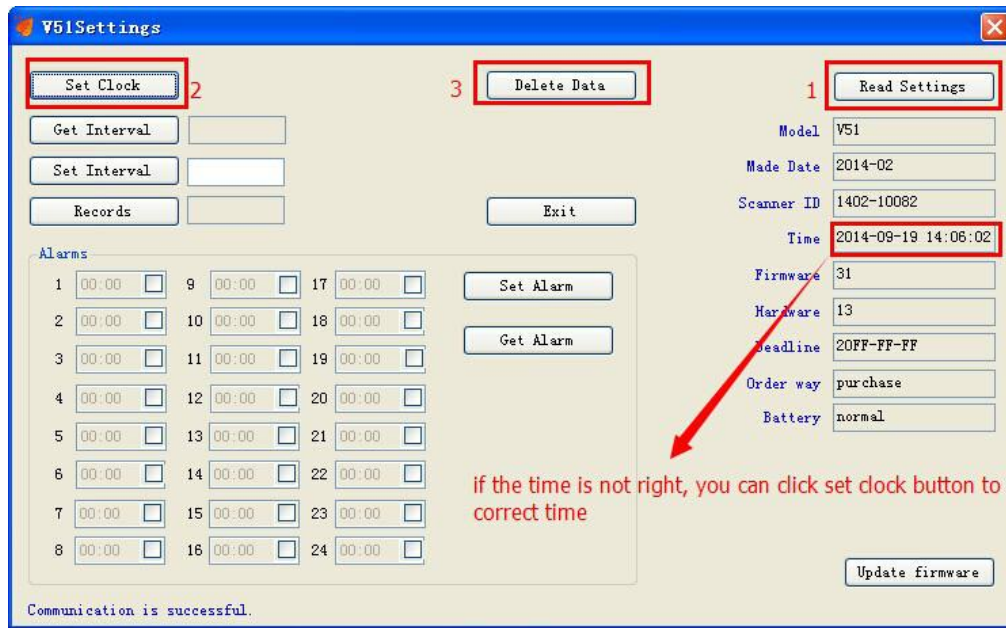 V51Settings
Set Clock 2 3 Delete Data 1 Read Settings
Get Interval Model V51
Set Interval Made Date 2014-02
Records Exit Scanner ID 1402-10082
Time 2014-09-19 14:06:02
Alarms
1 00:00 9 00:00 17 00:00 Set Alarm Firmware 31
2 00:00 10 00:00 18 00:00 Hardware 13
3 00:00 11 00:00 19 00:00 Get Alarm Deadline 20FF-FF-FF
4 00:00 12 00:00 20 00:00 Order way purchase
5 00:00 13 00:00 21 00:00 Battery normal
6 00:00 14 00:00 22 00:00
7 00:00 15 00:00 23 00:00
8 00:00 16 00:00 24 00:00
if the time is not right, you can click set clock button to
correct time
Update firmware
Communication is successful.